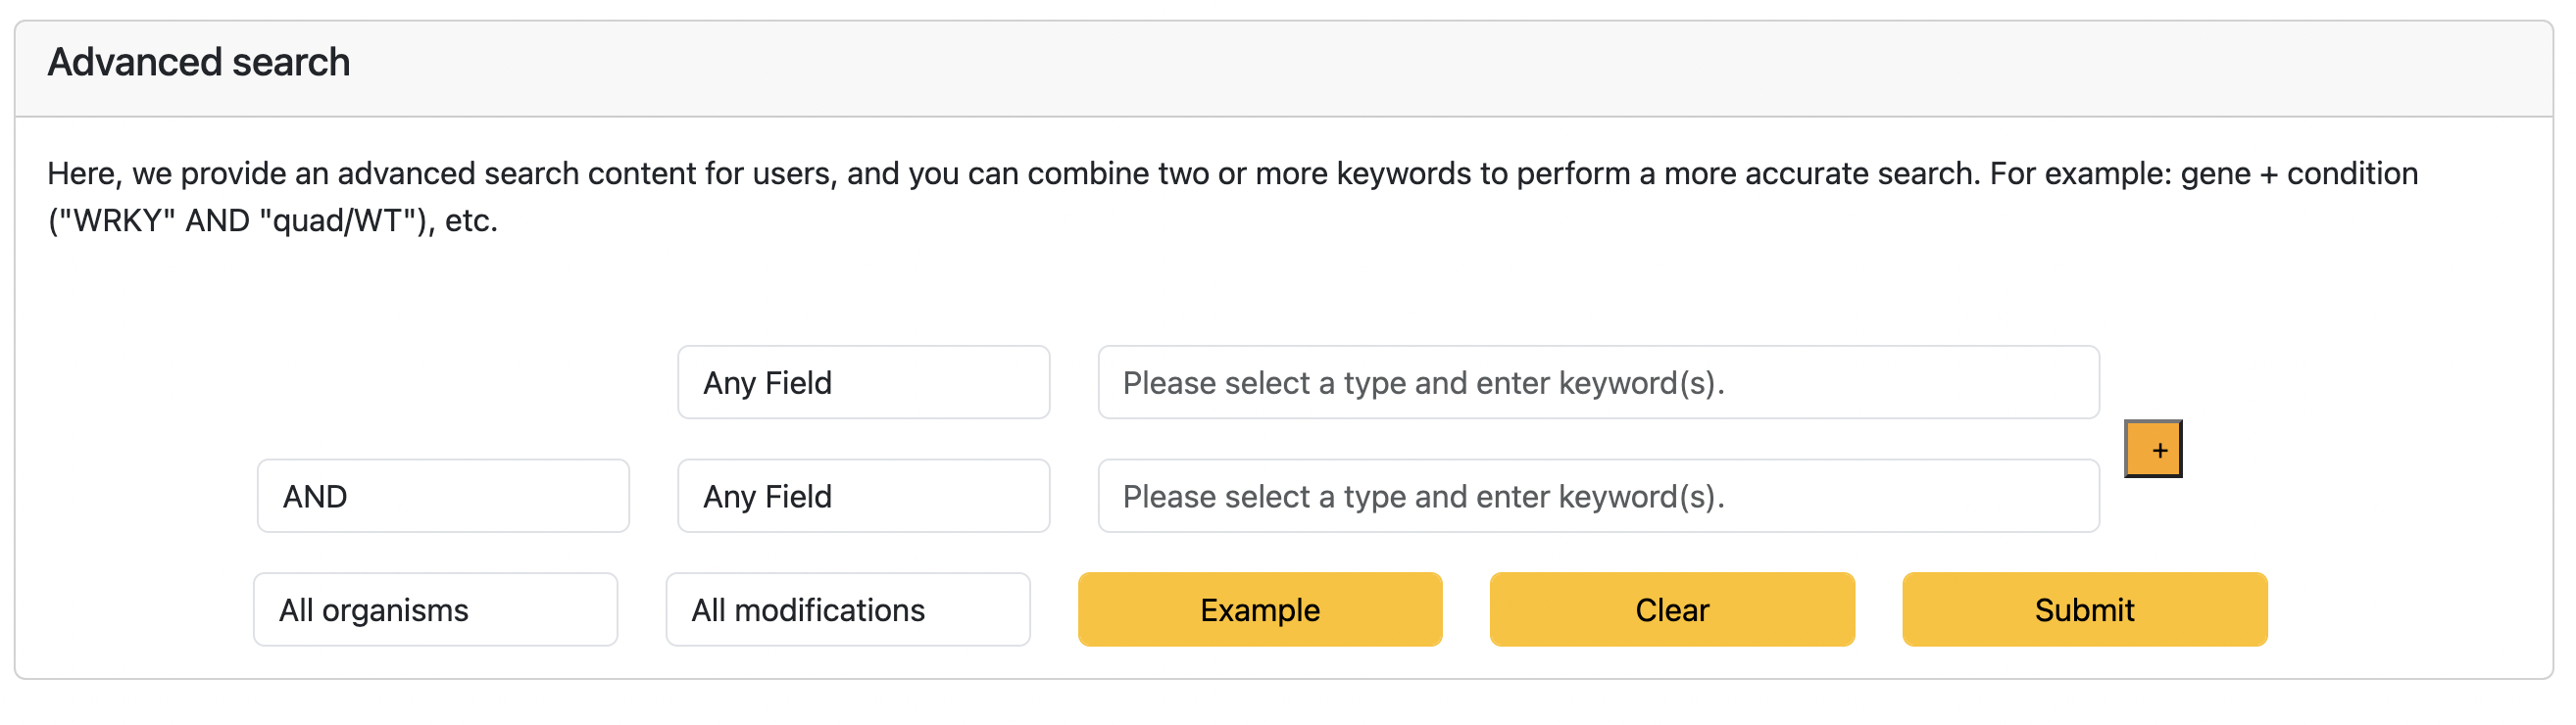 Advanced search
Here, we provide an advanced search content for users, and you can combine two or more keywords to perform a more accurate search. For example: gene + condition
("WRKY" AND "quad/WT"), etc.
Any Field Please select a type and enter keyword(s).
+
AND Any Field Please select a type and enter keyword(s).
All organisms All modifications Example Clear Submit